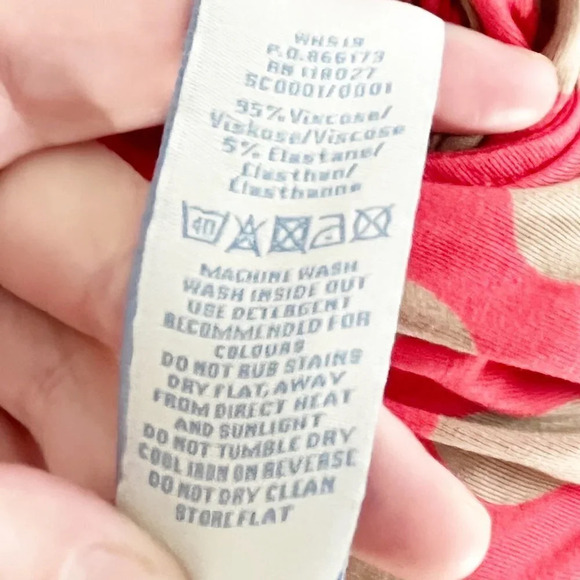 WHS19
P.O.866173
RN 118027
SC0001/0001
95% Viscose/
Viskose/Viscose
5% Elastane/
Elasthan/
Elasthanne
40
MACHINE WASH
WASH INSIDE OUT
USE DETERGENT
RECOMMENDED FOR
COLOURS
DO NOT RUB STAINS
DRY FLAT, AWAY
FROM DIRECT HEAT
AND SUNLIGHT
DO NOT TUMBLE DRY
COOL IRON ON REVERSE
DO NOT DRY CLEAN
STORE FLAT